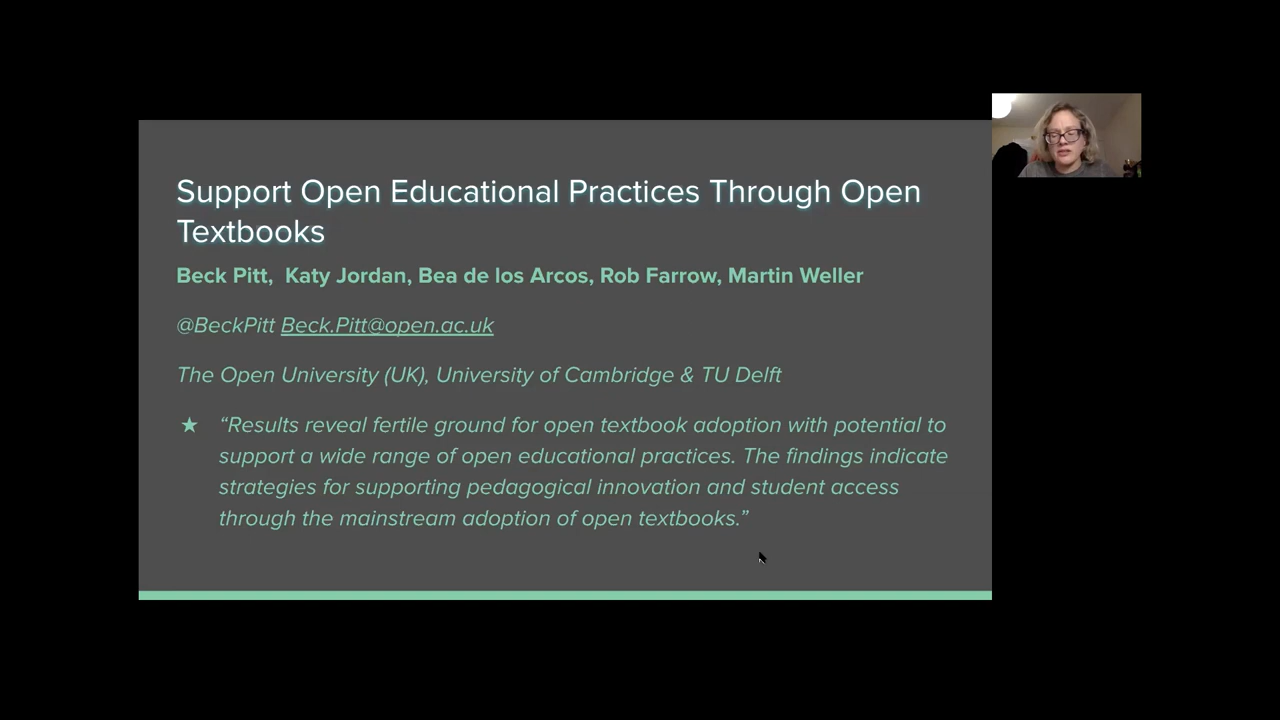 Support Open Educational Practices Through Open
Textbooks
Beck Pitt,  Katy Jordan, Bea de los Arcos, Rob Farrow, Martin Weller
@BeckPitt Beck.Pitt@open.ac.uk
The Open University (UK), University of Cambridge & TU Delft
★ “Results reveal fertile ground for open textbook adoption with potential to
support a wide range of open educational practices. The findings indicate
strategies for supporting pedagogical innovation and student access
through the mainstream adoption of open textbooks.”